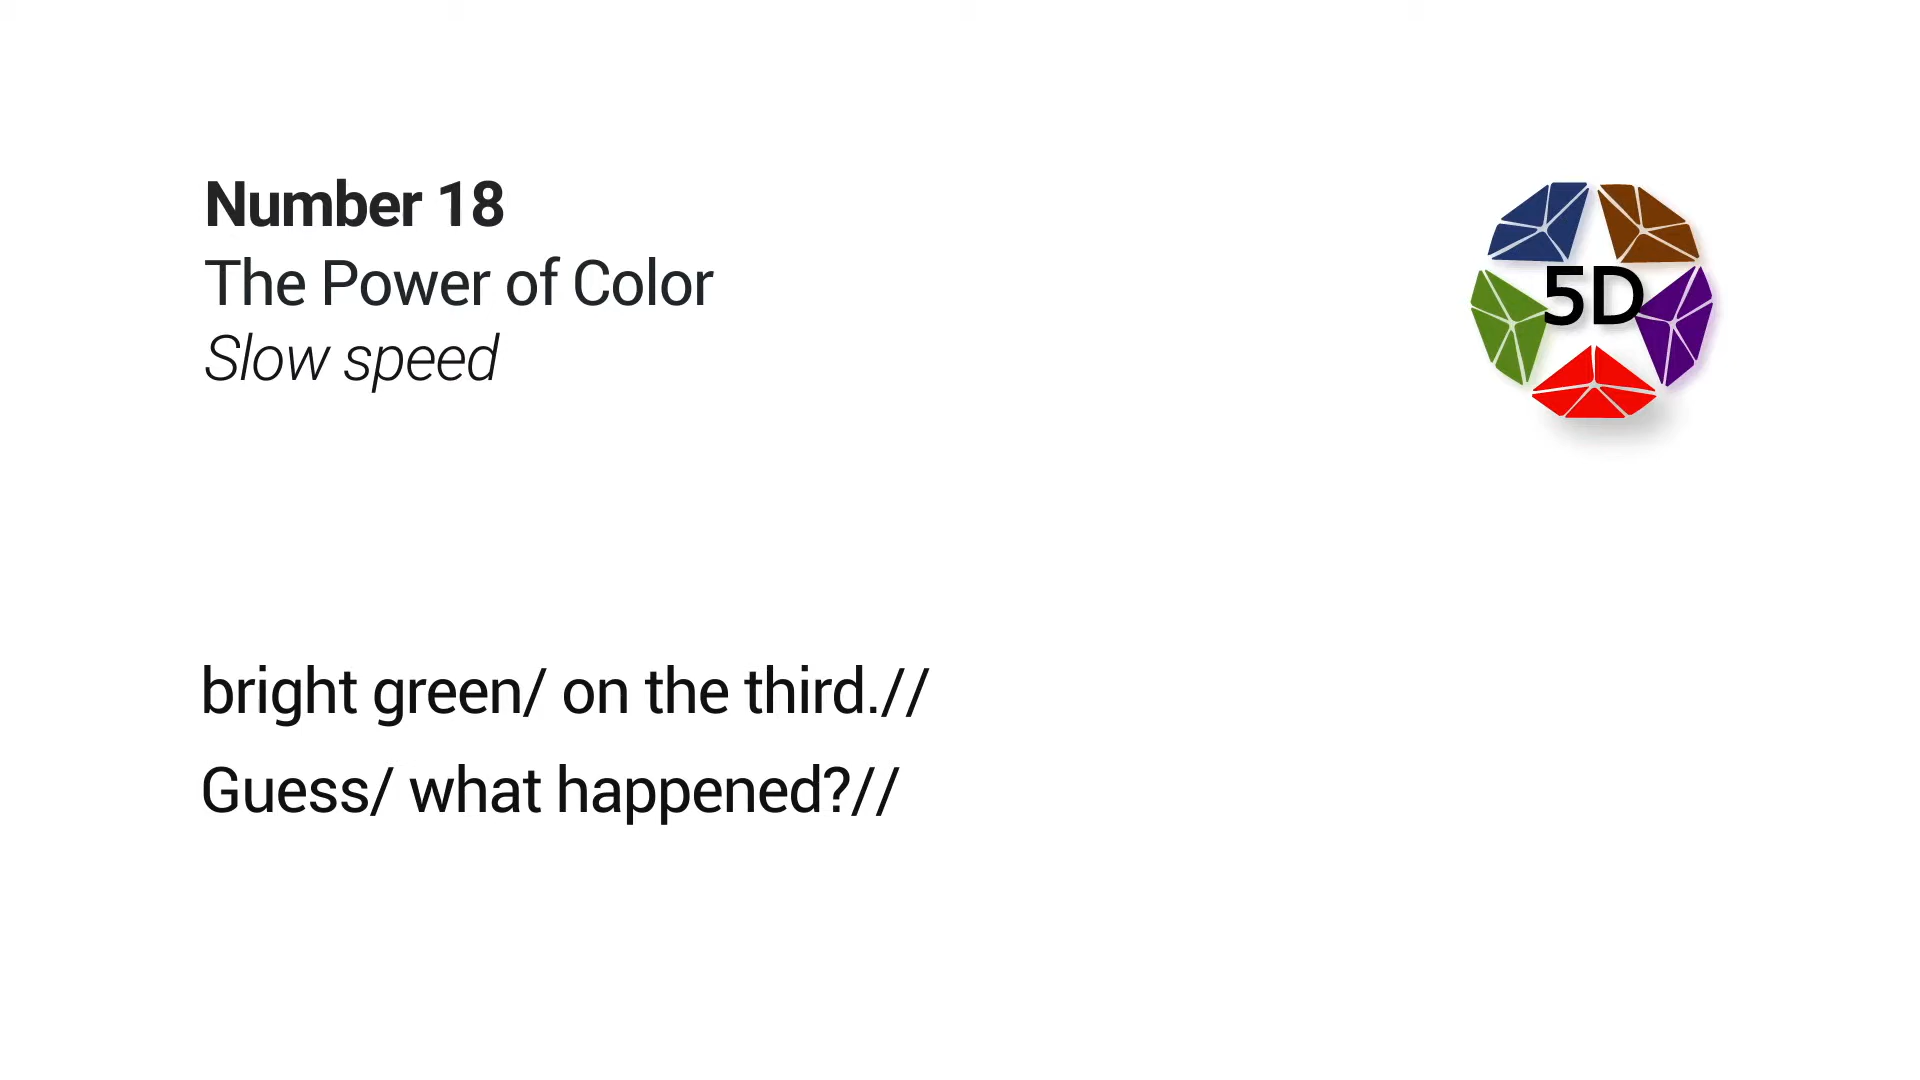 Number 18
The Power of Color
Slow speed
5D
bright green/ on the third.//
Guess/ what happened?//